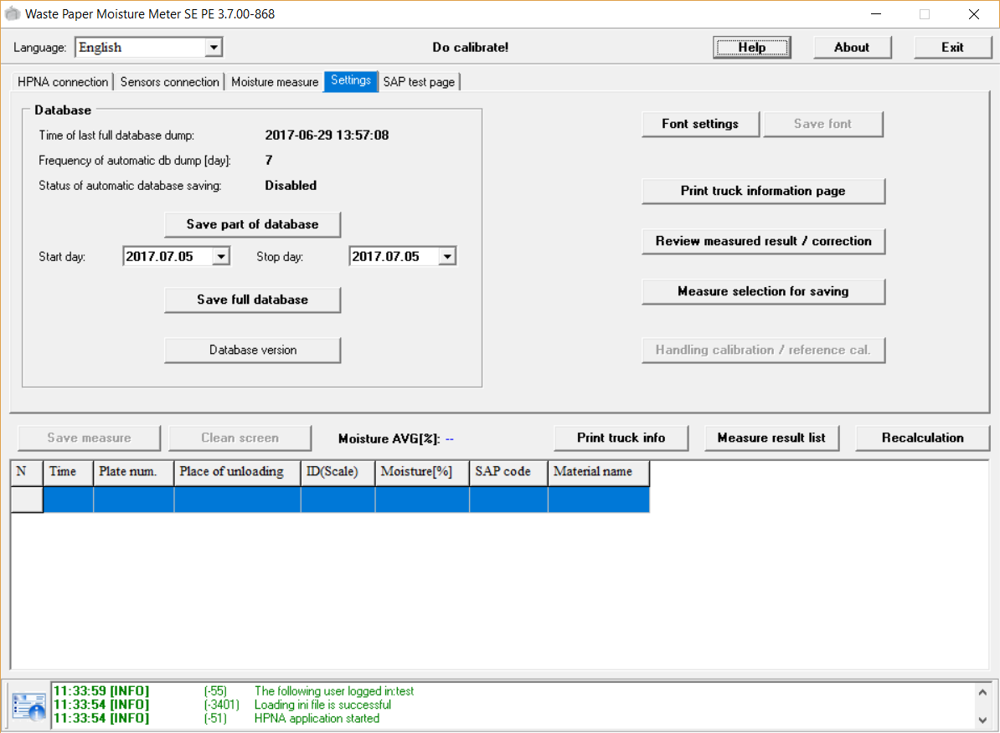 Waste Paper Moisture Meter SE PE 3.7.00-868
Language: English Do calibrate! Help About Exit
HPNA connection Sensors connection Moisture measure Settings SAP test page
Database
Time of last full database dump: 2017-06-29 13:57:08
Frequency of automatic db dump [day]: 7
Status of automatic database saving: Disabled
Save part of database
Start day: 2017.07.05 Stop day: 2017.07.05
Save full database
Database version
Font settings Save font
Print truck information page
Review measured result / correction
Measure selection for saving
Handling calibration / reference cal.
Save measure Clean screen Moisture AVG[%]: -- Print truck info Measure result list Recalculation
N Time Plate num. Place of unloading ID(Scale) Moisture[%] SAP code Material name
11:33:59 [INFO] (-55) The following user logged in:test
11:33:54 [INFO] (-3401) Loading ini file is successful
11:33:54 [INFO] (-51) HPNA application started